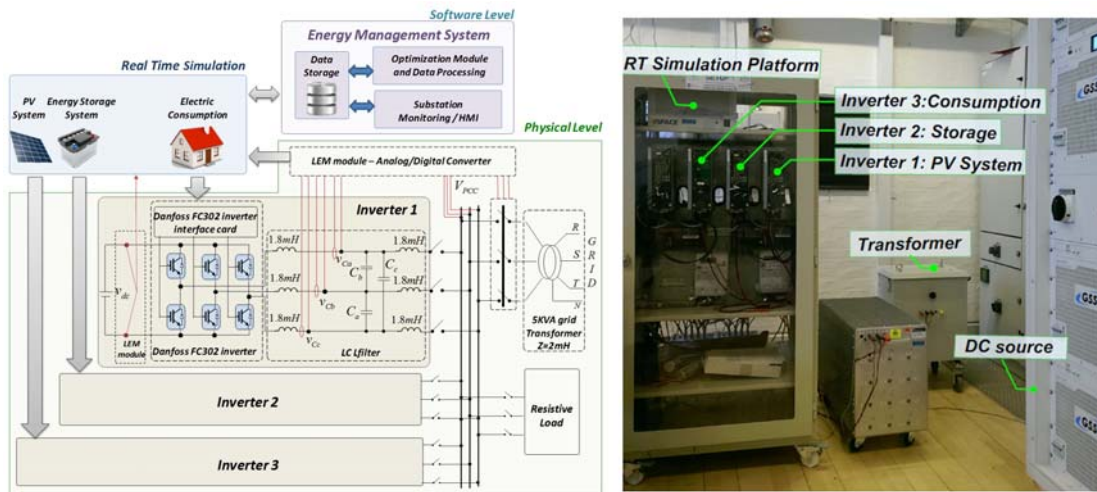 Software Level
Energy Management System
Data
Storage
Optimization Module
and Data Processing
Substation
Monitoring / HMI
Real Time Simulation
PV
System
Energy Storage
System
Electric
Consumption
Physical Level
LEM module – Analog/Digital Converter
V_PCC
Inverter 1
Danfoss FC302 inverter
interface card
1.8mH
1.8mH
1.8mH
1.8mH
1.8mH
1.8mH
v_Ca
v_Cb
v_Cc
C_b
C_c
C_a
v_dc
LEM
module
Danfoss FC302 inverter
LC Lfilter
R
S
T
N
G
R
I
D
5KVA grid
Transformer
Z=2mH
Inverter 2
Resistive
Load
Inverter 3
RT Simulation Platform
Inverter 3:Consumption
Inverter 2: Storage
Inverter 1: PV System
Transformer
DC source
GSS
GSS
GSS